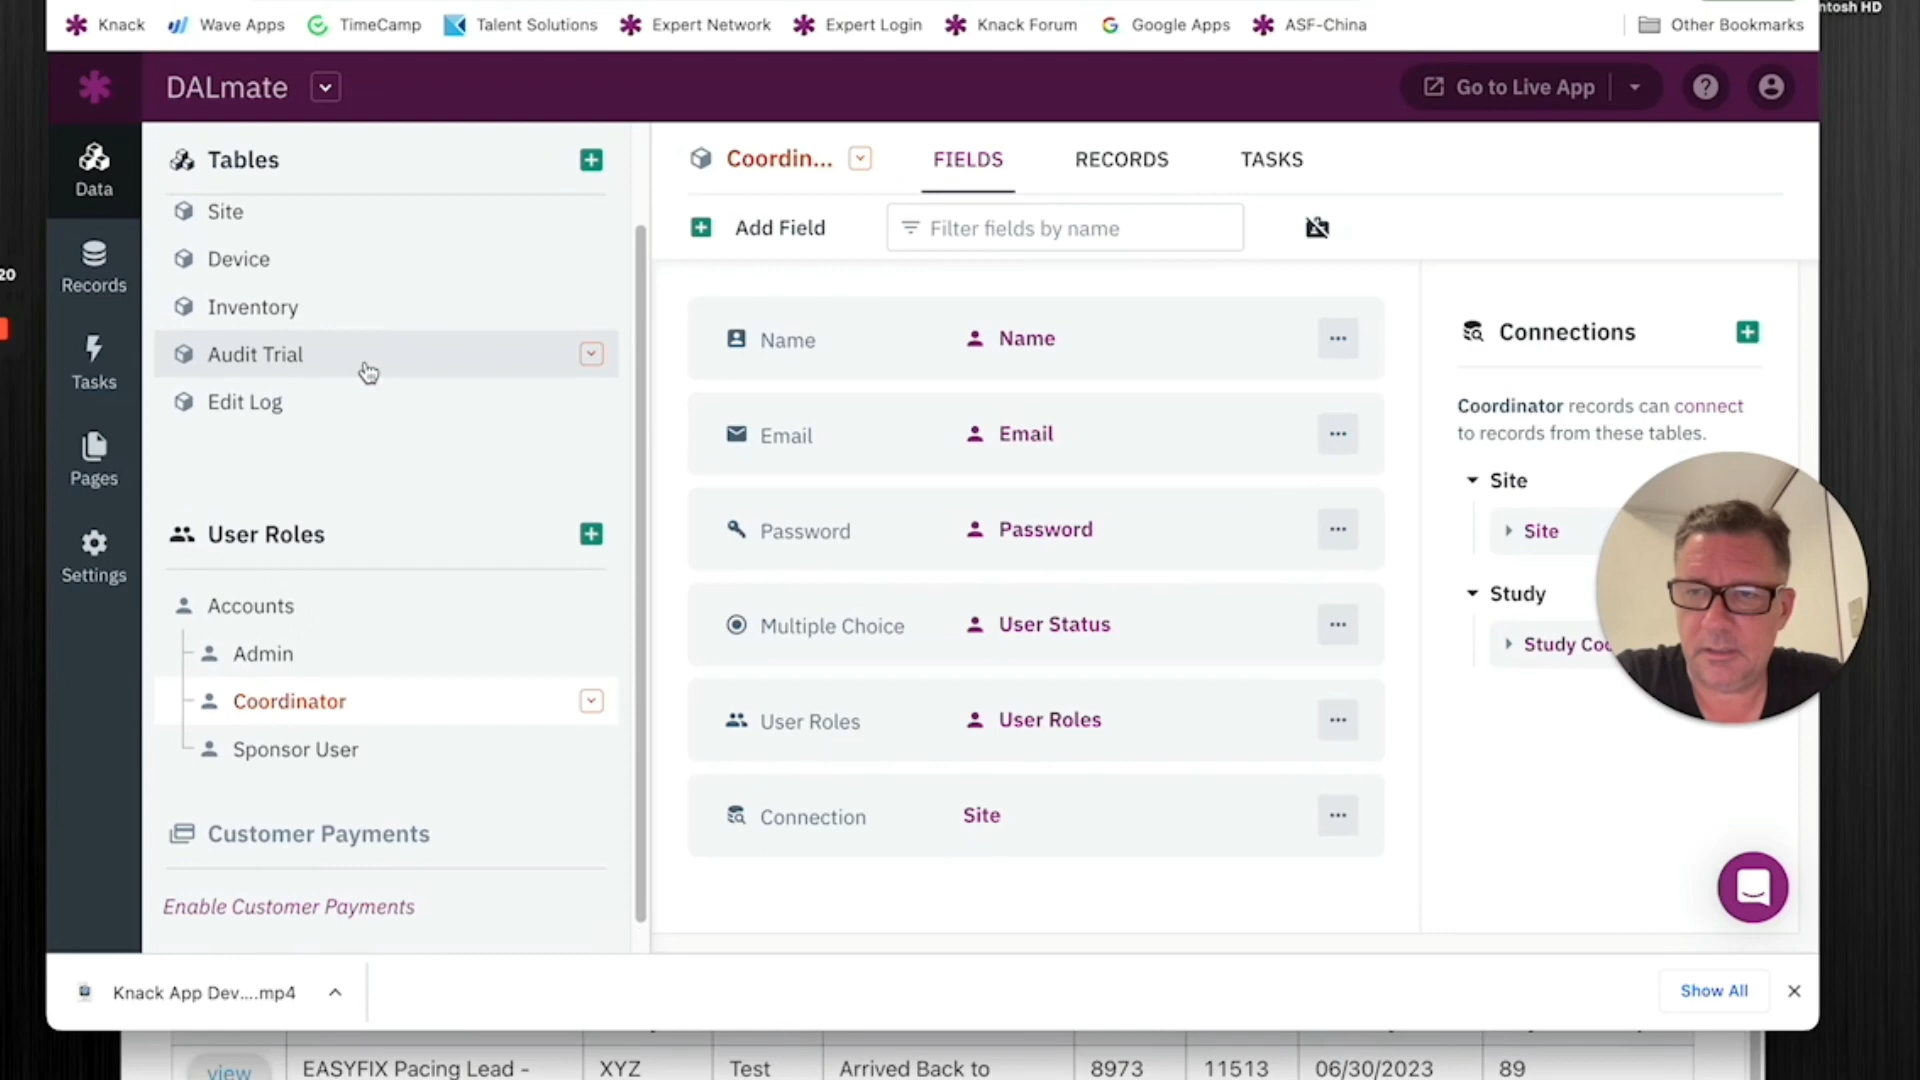 ntosh HD
Knack
Wave Apps
TimeCamp
Talent Solutions
Expert Network
Expert Login
Knack Forum
Google Apps
ASF-China
Other Bookmarks
DALmate
Go to Live App
Data
Records
Tasks
Pages
Settings
20
Tables
Site
Device
Inventory
Audit Trial
Edit Log
User Roles
Accounts
Admin
Coordinator
Sponsor User
Customer Payments
Enable Customer Payments
Coordin...
FIELDS
RECORDS
TASKS
Add Field
Filter fields by name
Name Name
Email Email
Password Password
Multiple Choice User Status
User Roles User Roles
Connection Site
Connections
Coordinator records can connect
to records from these tables.
Site
Site
Study
Study Coo
Knack App Dev....mp4
Show All
view EASYFIX Pacing Lead - XYZ Test Arrived Back to 8973 11513 06/30/2023 89